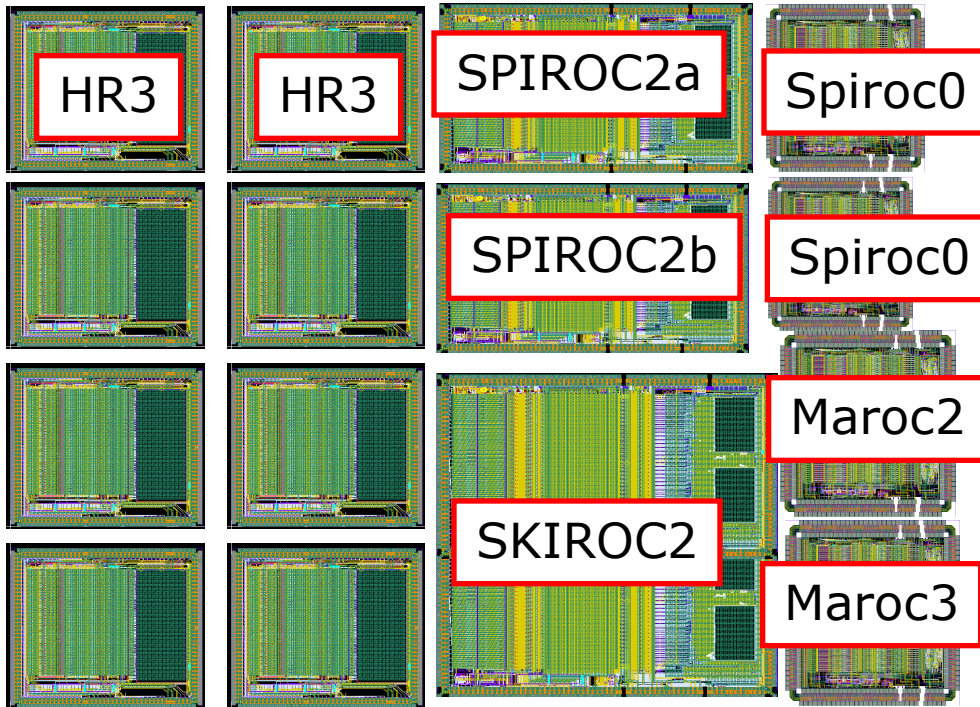 HR3
HR3
SPIROC2a
Spiroc0
SPIROC2b
Spiroc0
Maroc2
SKIROC2
Maroc3